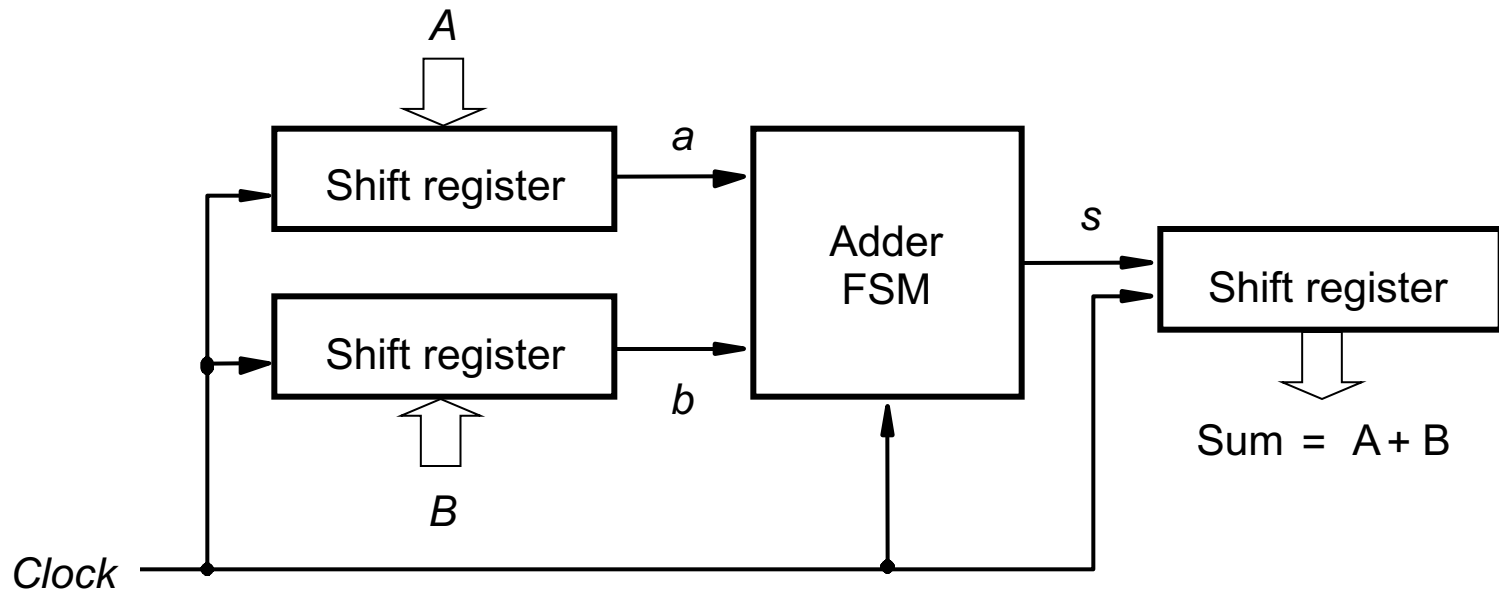 A
Shift register
a
Adder
FSM
s
Shift register
Shift register
b
B
Sum = A + B
Clock